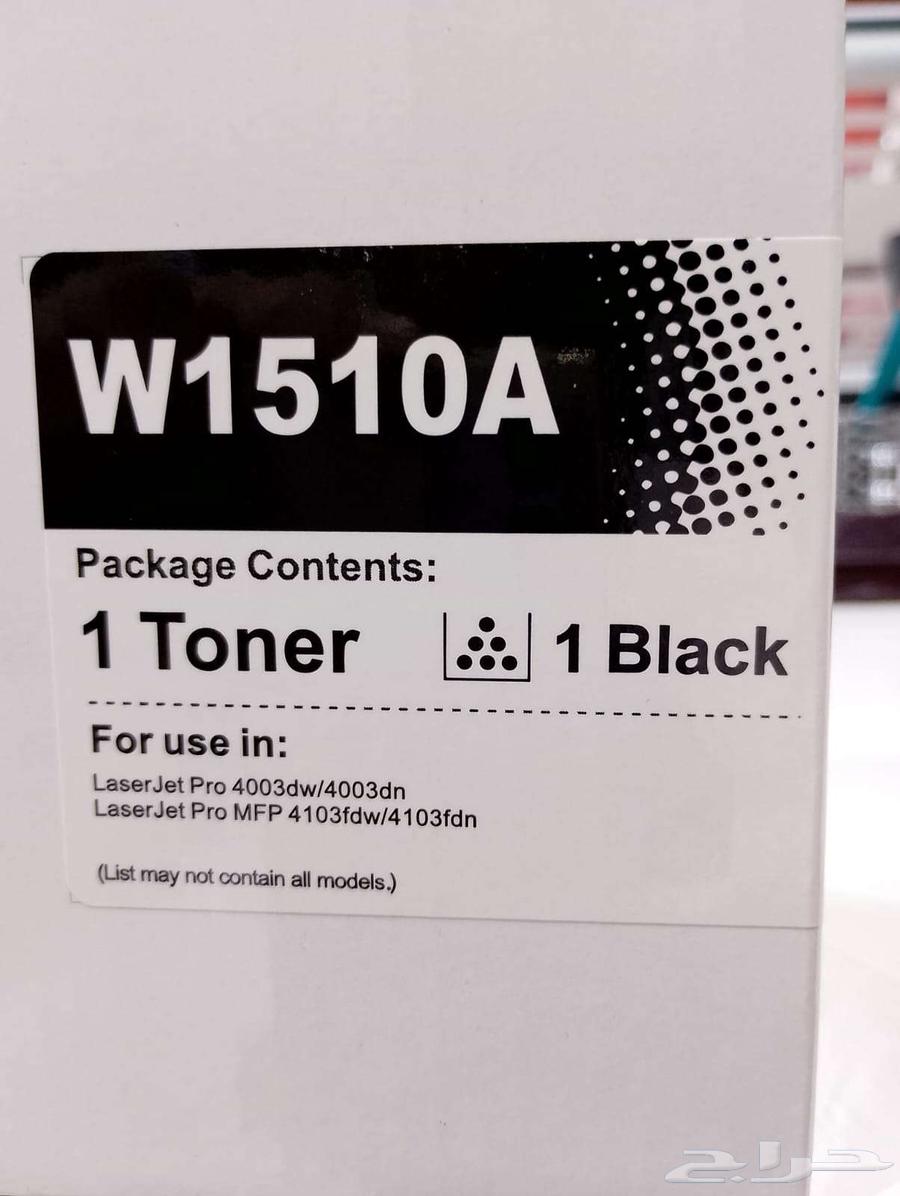 W1510A
Package Contents:
1 Toner 1 Black
For use in:
LaserJet Pro 4003dw/4003dn
LaserJet Pro MFP 4103fdw/4103fdn
(List may not contain all models.)
حراج